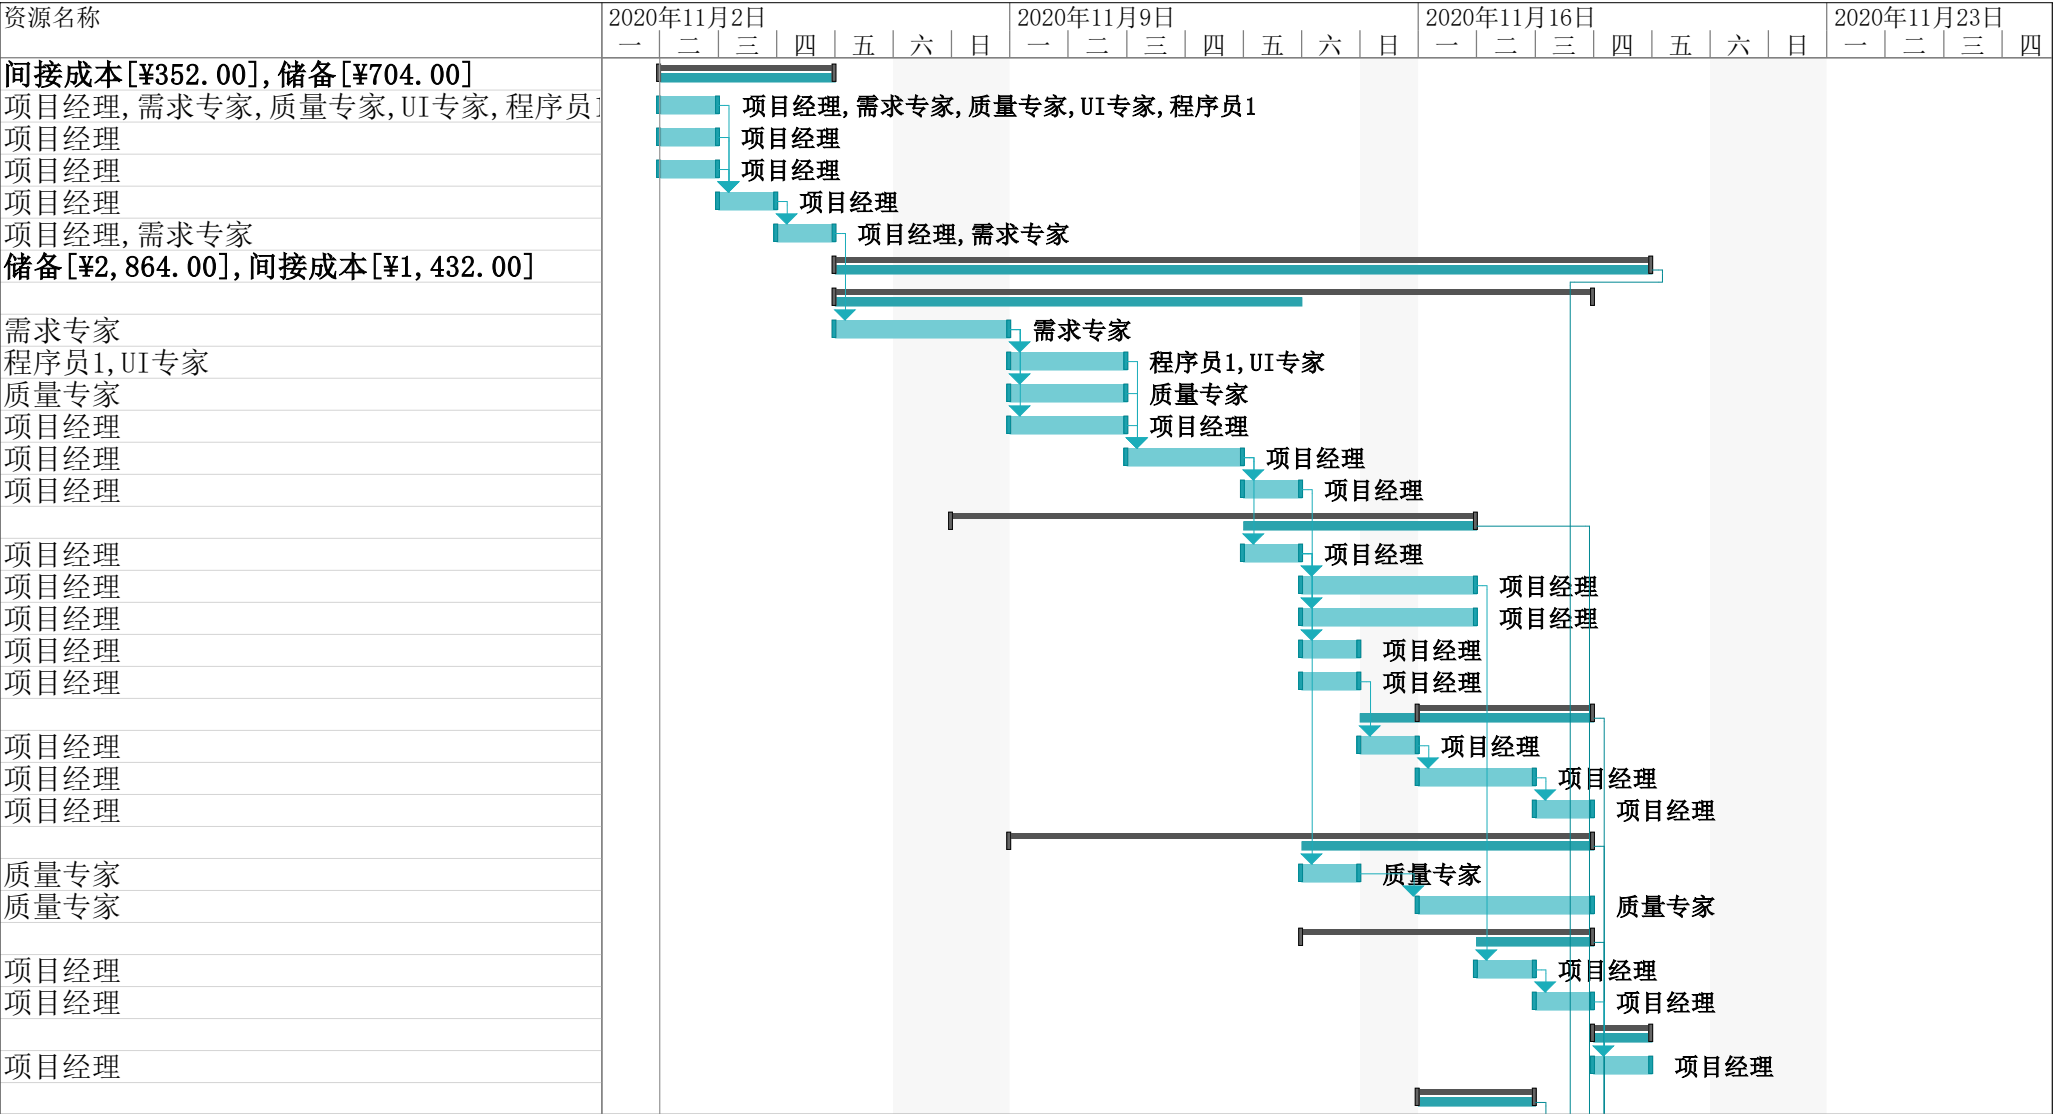 资源名称 2020年11月2日 2020年11月9日 2020年11月16日 2020年11月23日
一 二 三 四 五 六 日 一 二 三 四 五 六 日 一 二 三 四 五 六 日 一 二 三 四
间接成本[¥352.00],储备[¥704.00]
项目经理,需求专家,质量专家,UI专家,程序员1 项目经理,需求专家,质量专家,UI专家,程序员1
项目经理 项目经理
项目经理 项目经理
项目经理 项目经理
项目经理,需求专家 项目经理,需求专家
储备[¥2,864.00],间接成本[¥1,432.00]
需求专家 需求专家
程序员1,UI专家 程序员1,UI专家
质量专家 质量专家
项目经理 项目经理
项目经理 项目经理
项目经理 项目经理
项目经理 项目经理
项目经理 项目经理
项目经理 项目经理
项目经理 项目经理
项目经理 项目经理
项目经理 项目经理
项目经理 项目经理
项目经理 项目经理
质量专家 质量专家
质量专家 质量专家
项目经理 项目经理
项目经理 项目经理
项目经理 项目经理